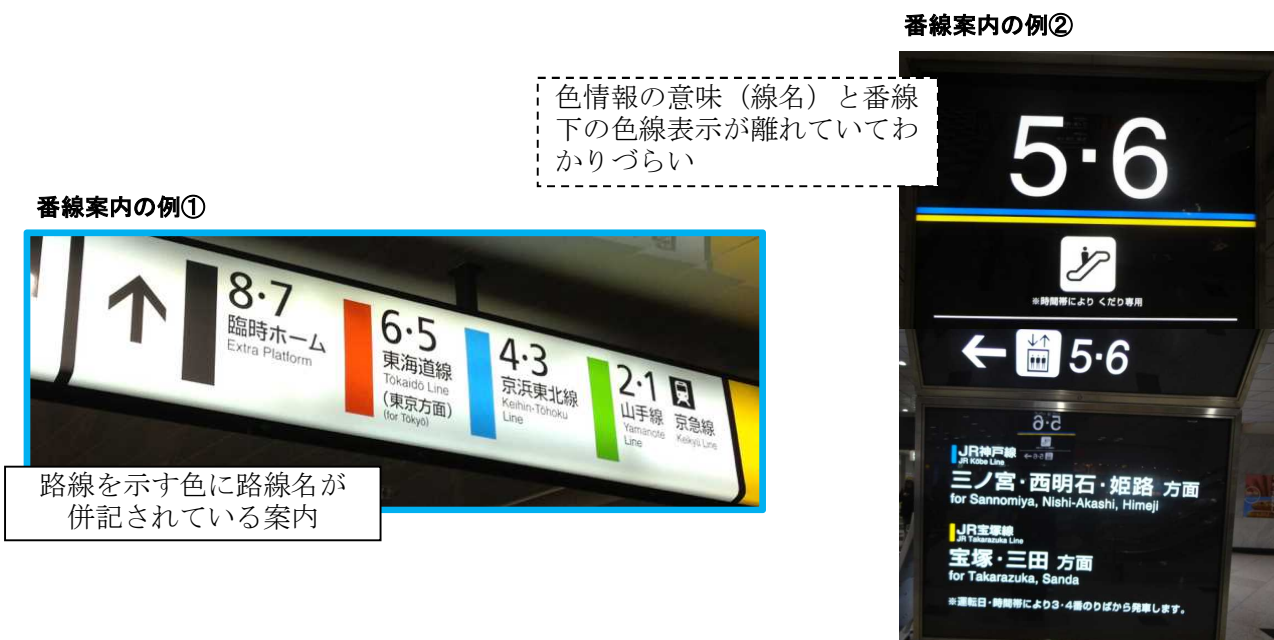 番線案内の例②
色情報の意味（線名）と番線
下の色線表示が離れていてわ
かりづらい
5·6
※時間帯により くだり専用
5·6
5·6
5·6
JR神戸線
JR Kobe Line
三ノ宮·西明石·姫路 方面
for Sannomiya, Nishi-Akashi, Himeji
JR宝塚線
JR Takarazuka Line
宝塚·三田 方面
for Takarazuka, Sanda
※運転日·時間帯により3·4番のりばから発車します。
番線案内の例①
8·7
臨時ホーム
Extra Platform
6·5
東海道線
Tōkaidō Line
(東京方面)
(for Tōkyō)
4·3
京浜東北線
Keihin-Tōhoku
Line
2·1
山手線
Yamanote
Line
京急線
Keikyū Line
路線を示す色に路線名が
併記されている案内